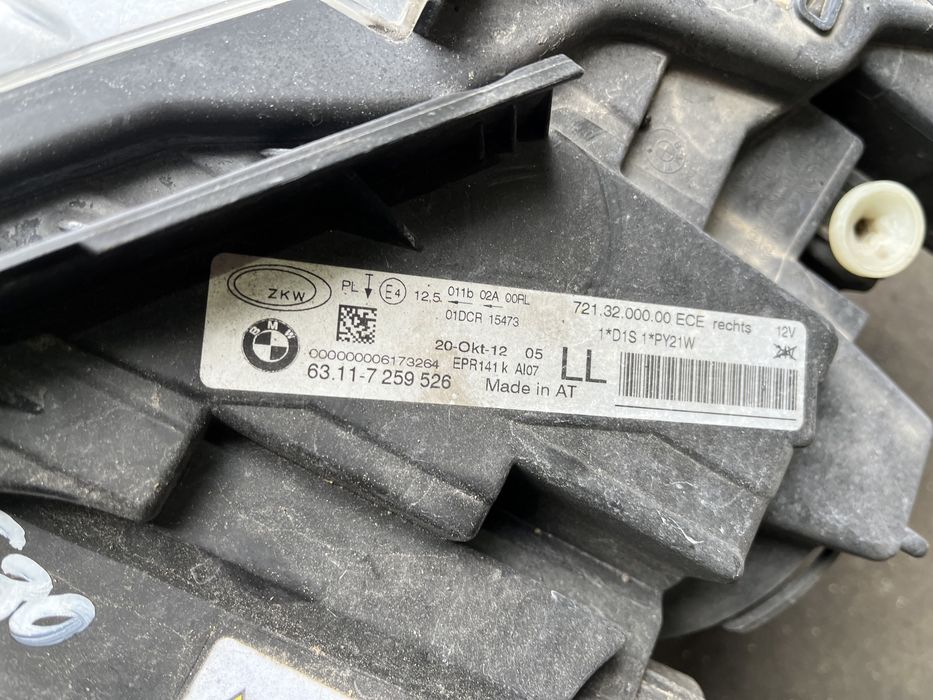 ZKW
PL E4 12.5. 011b 02A 00RL
01DCR 15473
721.32.000.00 ECE rechts 12V
1*D1S 1*PY21W 24V
BMW
20-Okt-12 05
000000006173264 EPR141 k AI07
LL
63.11-7 259 526 Made in AT